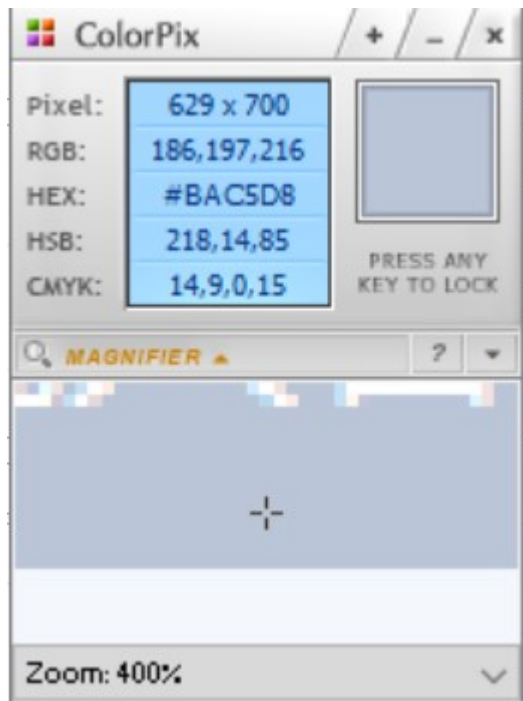 ColorPix
Pixel: 629 x 700
RGB: 186,197,216
HEX: #BAC5D8
HSB: 218,14,85
CMYK: 14,9,0,15
PRESS ANY
KEY TO LOCK
MAGNIFIER ?
Zoom: 400%